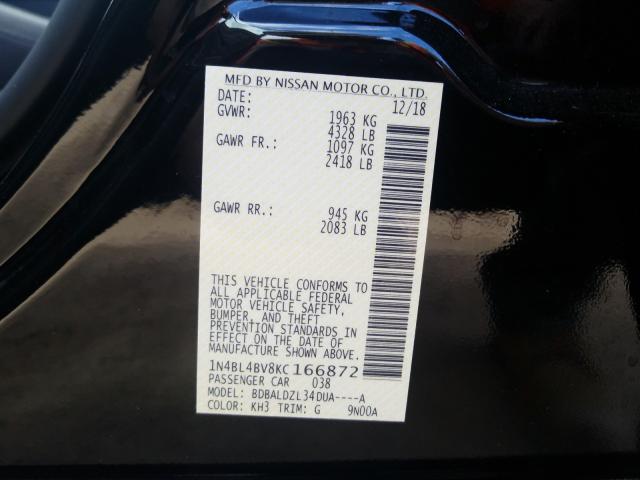 MFD BY NISSAN MOTOR CO., LTD.
DATE: 12/18
GVWR: 1963 KG
4328 LB
GAWR FR.: 1097 KG
2418 LB
GAWR RR.: 945 KG
2083 LB
THIS VEHICLE CONFORMS TO
ALL APPLICABLE FEDERAL
MOTOR VEHICLE SAFETY,
BUMPER, AND THEFT
PREVENTION STANDARDS IN
EFFECT ON THE DATE OF
MANUFACTURE SHOWN ABOVE.
1N4BL4BV8KC166872
PASSENGER CAR 038
MODEL: BDBALDZL34DUA----A
COLOR: KH3 TRIM: G 9N00A